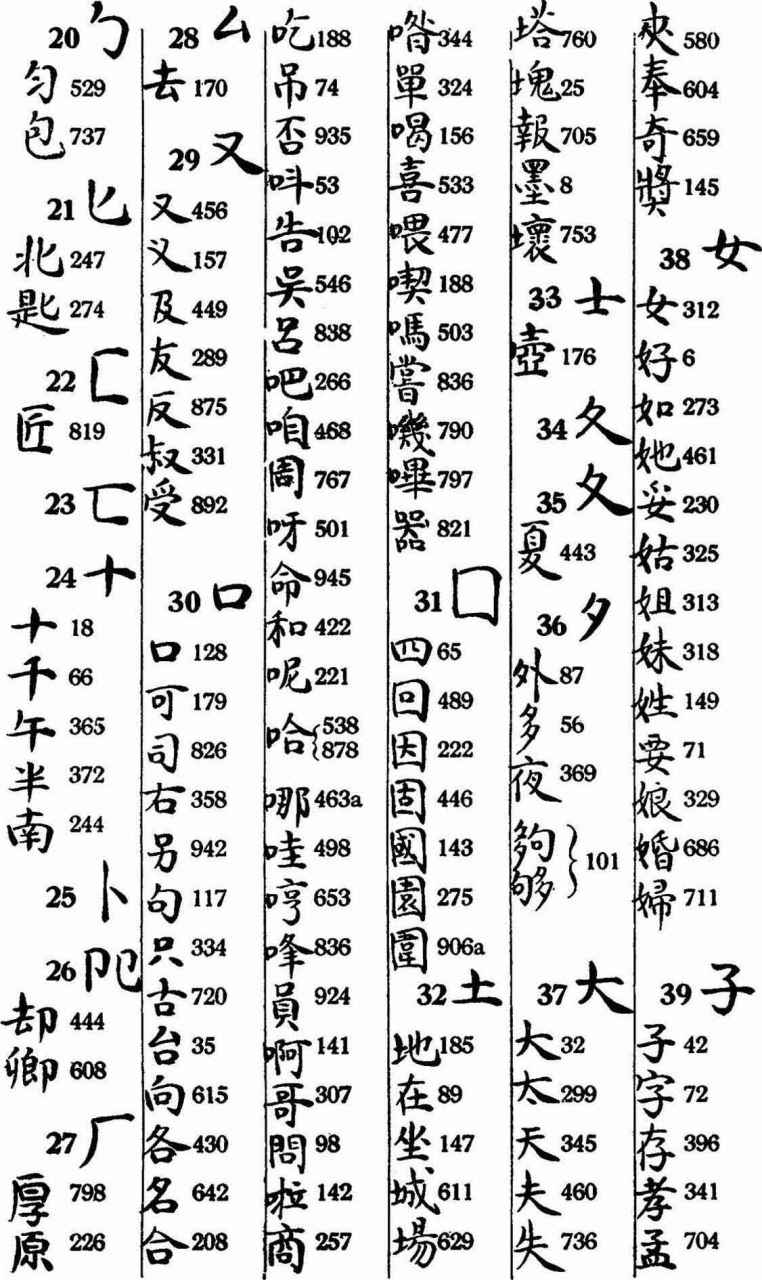 20 勹
匀 529
包 737
21 匕
北 247
匙 274
22 匚
匠 819
23 匸
24 十
十 18
千 66
午 365
半 372
南 244
25 卜
26 卩㔾
却 444
卿 608
27 厂
厚 798
原 226
28 厶
去 170
29 又
又 456
义 157
及 449
友 289
反 875
叔 331
受 892
30 口
口 128
可 179
司 826
右 358
另 942
句 117
只 334
古 720
台 35
向 615
各 430
名 642
合 208
吃 188
吊 74
否 935
呌 53
告 102
吳 546
呂 838
吧 266
咱 468
周 767
呀 501
命 945
和 422
呢 221
哈 {538
{878
哪 463a
哇 498
哼 653
唪 836
員 924
啊 141
哥 307
問 98
啦 142
商 257
喒 344
單 324
喝 156
喜 533
喂 477
喫 188
嗎 503
嘗 836
嘰 790
嗶 797
器 821
31 囗
四 65
回 489
因 222
固 446
國 143
園 275
圍 906a
32 土
地 185
在 89
坐 147
城 611
場 629
塔 760
塊 25
報 705
墨 8
壞 753
33 士
壺 176
34 夂
35 夊
夏 443
36 夕
外 87
多 56
夜 369
夠
够 } 101
37 大
大 32
太 299
天 345
夫 460
失 736
夾 580
奉 604
奇 659
獎 145
38 女
女 312
好 6
如 273
她 461
妥 230
姑 325
姐 313
妹 318
姓 149
要 71
娘 329
婚 686
婦 711
39 子
子 42
字 72
存 396
孝 341
孟 704